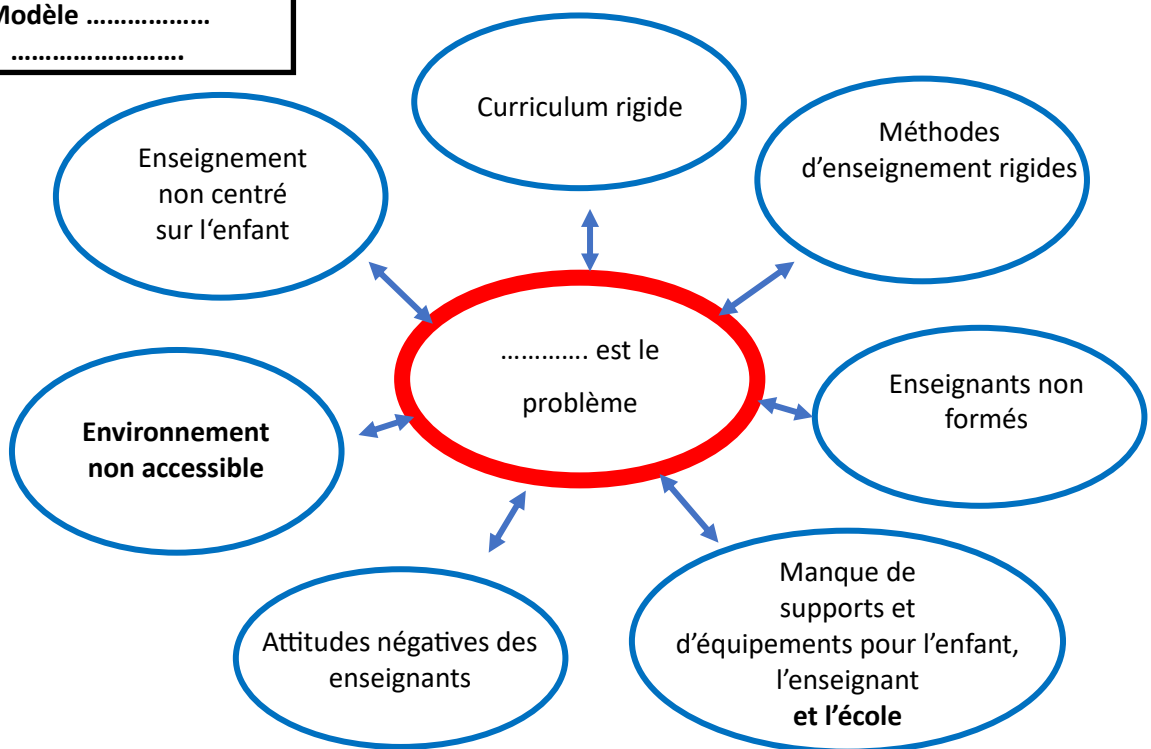 Modèle ………………
…………………….
Curriculum rigide
Méthodes
d’enseignement rigides
Enseignement
non centré
sur l‘enfant
…………. est le
problème
Enseignants non
formés
Environnement
non accessible
Manque de
supports et
d’équipements pour l’enfant,
l’enseignant
et l’école
Attitudes négatives des
enseignants